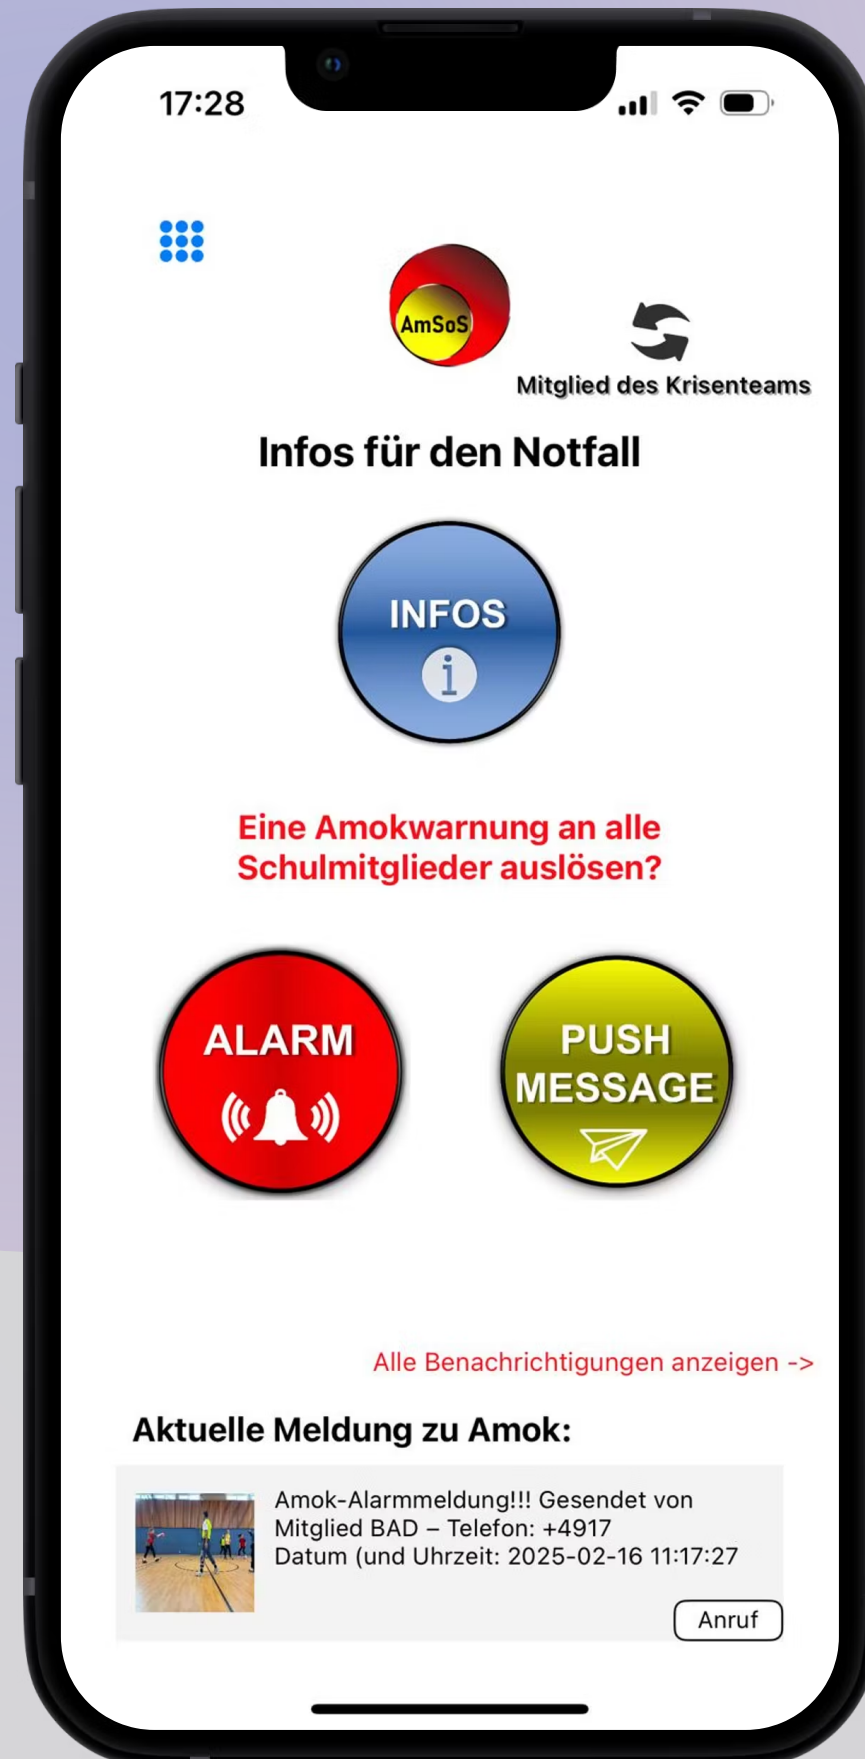 17:28
AmSoS
Mitglied des Krisenteams
Infos für den Notfall
INFOS
i
Eine Amokwarnung an alle
Schulmitglieder auslösen?
ALARM
PUSH
MESSAGE
Alle Benachrichtigungen anzeigen ->
Aktuelle Meldung zu Amok:
Amok-Alarmmeldung!!! Gesendet von
Mitglied BAD – Telefon: +4917
Datum (und Uhrzeit: 2025-02-16 11:17:27
Anruf